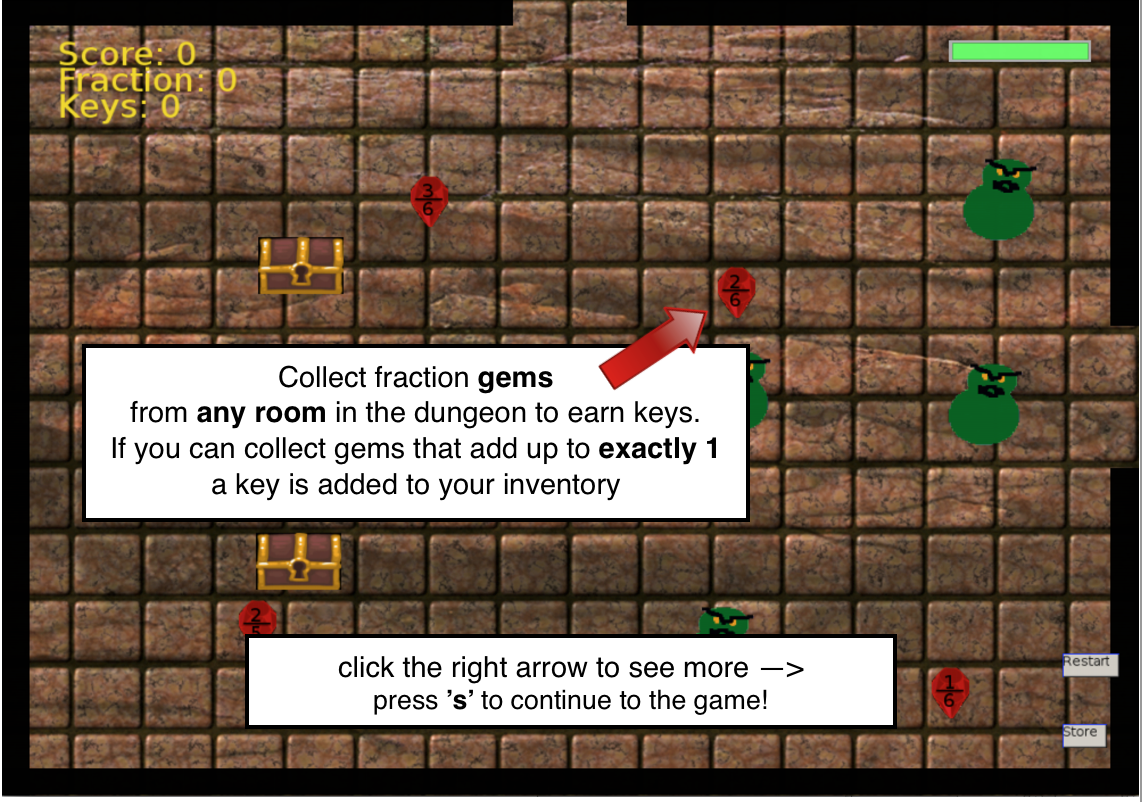 Score: 0
Fraction: 0
Keys: 0
3
6
2
6
Collect fraction gems
from any room in the dungeon to earn keys.
If you can collect gems that add up to exactly 1
a key is added to your inventory
2
click the right arrow to see more —>
press ’s’ to continue to the game!
Restart
1
6
Store